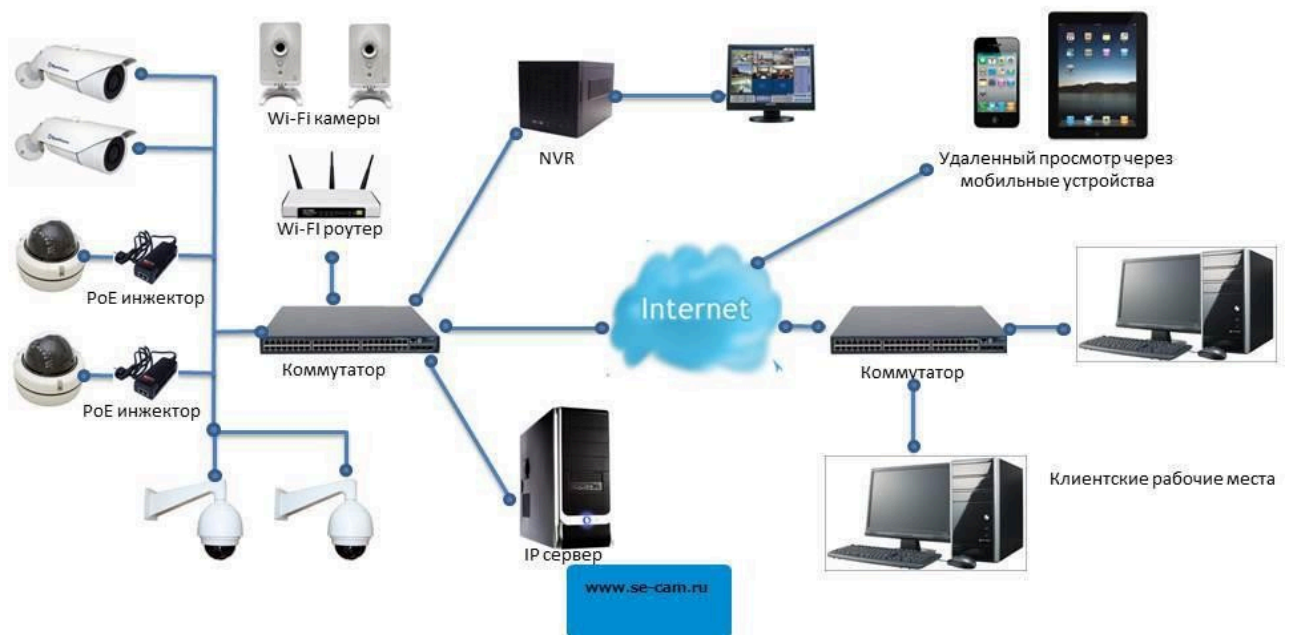 Wi-Fi камеры
NVR
Удаленный просмотр через
мобильные устройства
Wi-FI роутер
PoE инжектор
Internet
Коммутатор
Коммутатор
PoE инжектор
Клиентские рабочие места
IP сервер
www.se-cam.ru